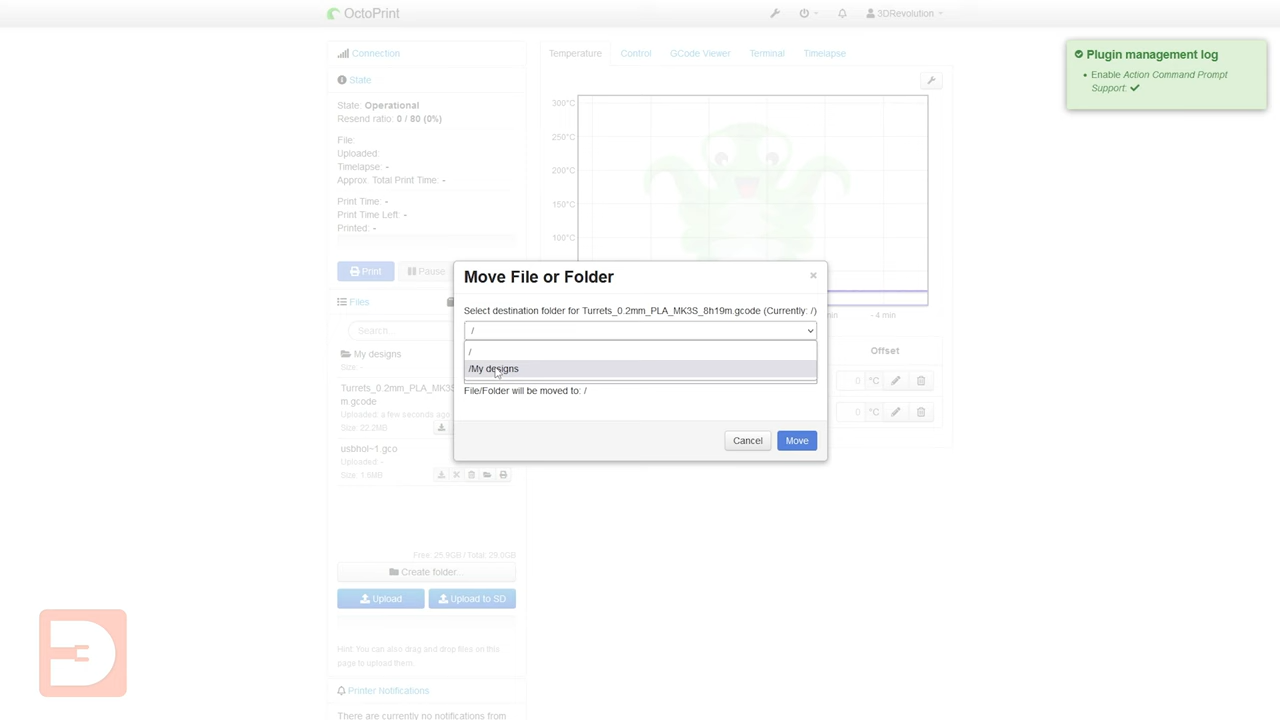 OctoPrint
3DRevolution
Connection
State
State: Operational
Resend ratio: 0 / 80 (0%)
File:
Uploaded:
Timelapse: -
Approx. Total Print Time: -
Print Time: -
Print Time Left: -
Printed: -
Print
Pause
Files
Search...
My designs
Size: -
Turrets_0.2mm_PLA_MK3S
m.gcode
Uploaded: a few seconds ago
Size: 22.2MB
usbhol~1.gco
Uploaded: -
Size: 1.6MB
Free: 25.9GB / Total: 29.0GB
Create folder...
Upload
Upload to SD
Hint: You can also drag and drop files on this
page to upload them.
Printer Notifications
There are currently no notifications from
Temperature
Control
GCode Viewer
Terminal
Timelapse
300°C
250°C
200°C
150°C
100°C
min
- 4 min
Offset
0 °C
0 °C
Plugin management log
Enable Action Command Prompt
Support:
Move File or Folder
×
Select destination folder for Turrets_0.2mm_PLA_MK3S_8h19m.gcode (Currently: /)
/
/
/My designs
File/Folder will be moved to: /
Cancel
Move